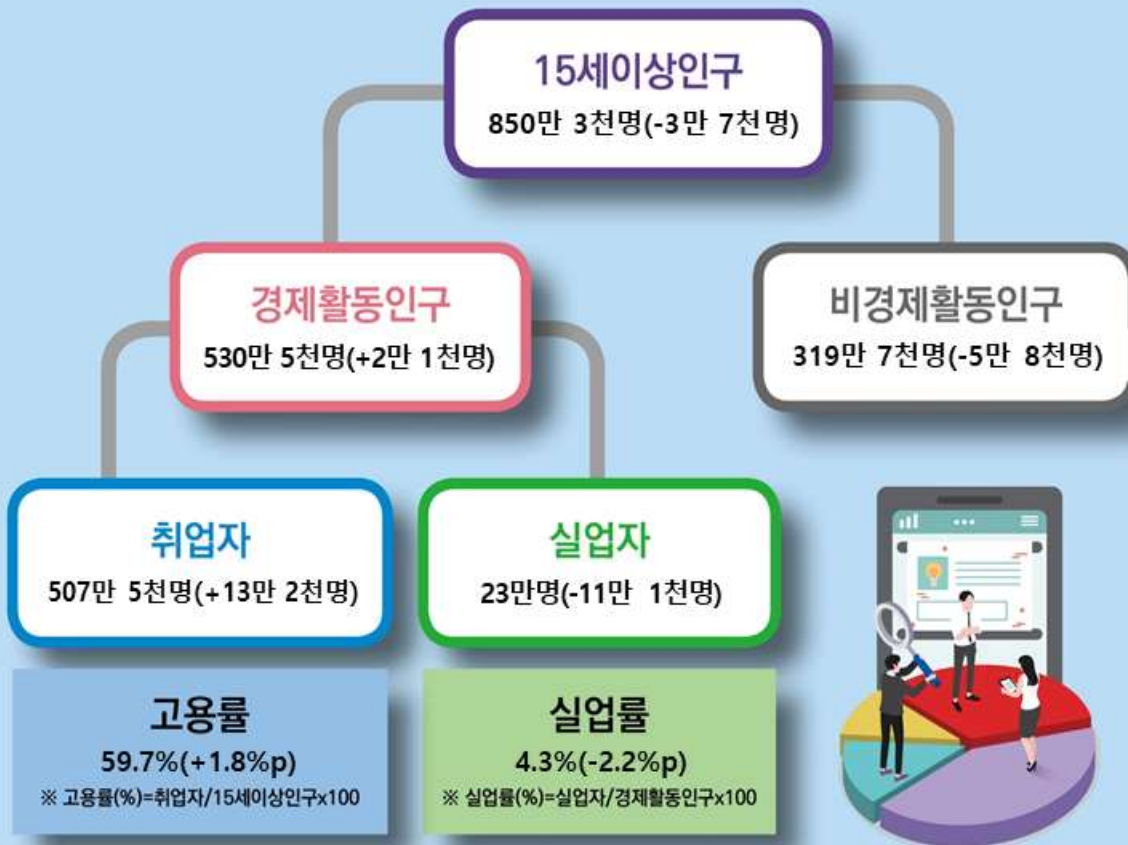 15세이상인구
850만 3천명(-3만 7천명)
경제활동인구
530만 5천명(+2만 1천명)
비경제활동인구
319만 7천명(-5만 8천명)
취업자
507만 5천명(+13만 2천명)
실업자
23만명(-11만 1천명)
고용률
59.7%(+1.8%p)
※ 고용률(%)=취업자/15세이상인구x100
실업률
4.3%(-2.2%p)
※ 실업률(%)=실업자/경제활동인구x100